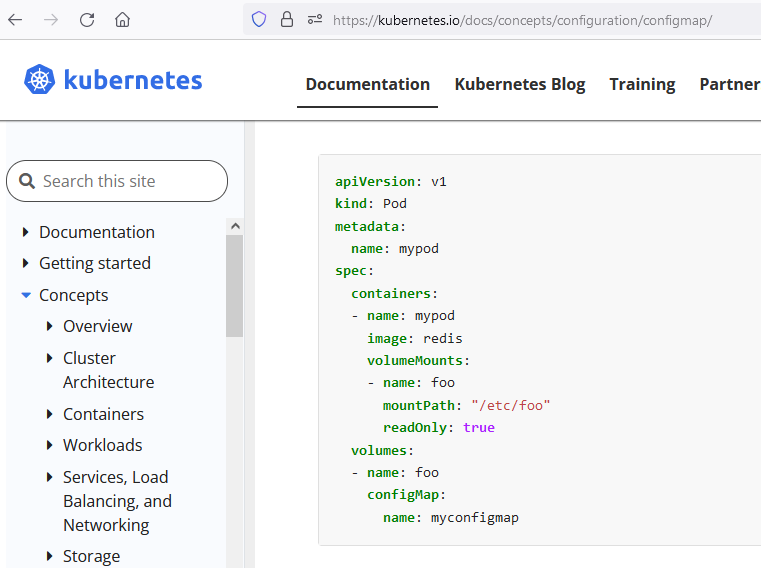 https://kubernetes.io/docs/concepts/configuration/configmap/
kubernetes
Documentation
Kubernetes Blog
Training
Partner
Search this site
Documentation
Getting started
Concepts
Overview
Cluster
Architecture
Containers
Workloads
Services, Load
Balancing, and
Networking
Storage
apiVersion: v1
kind: Pod
metadata:
  name: mypod
spec:
  containers:
  - name: mypod
    image: redis
    volumeMounts:
    - name: foo
      mountPath: "/etc/foo"
      readOnly: true
  volumes:
  - name: foo
    configMap:
      name: myconfigmap